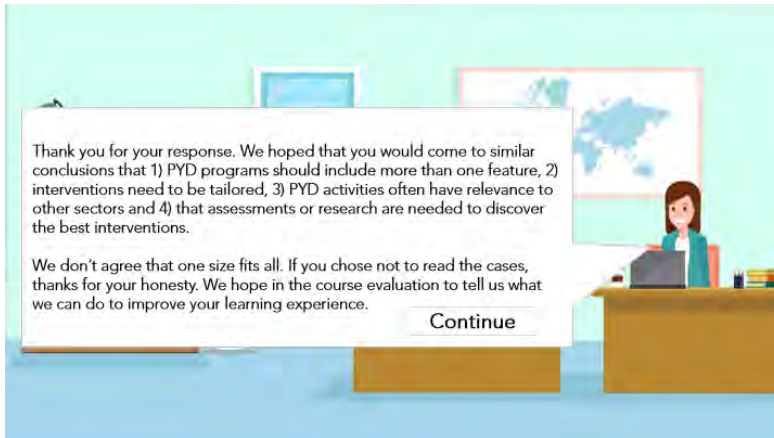 Thank you for your response. We hoped that you would come to similar
conclusions that 1) PYD programs should include more than one feature, 2)
interventions need to be tailored, 3) PYD activities often have relevance to
other sectors and 4) that assessments or research are needed to discover
the best interventions.
We don't agree that one size fits all. If you chose not to read the cases,
thanks for your honesty. We hope in the course evaluation to tell us what
we can do to improve your learning experience.
Continue